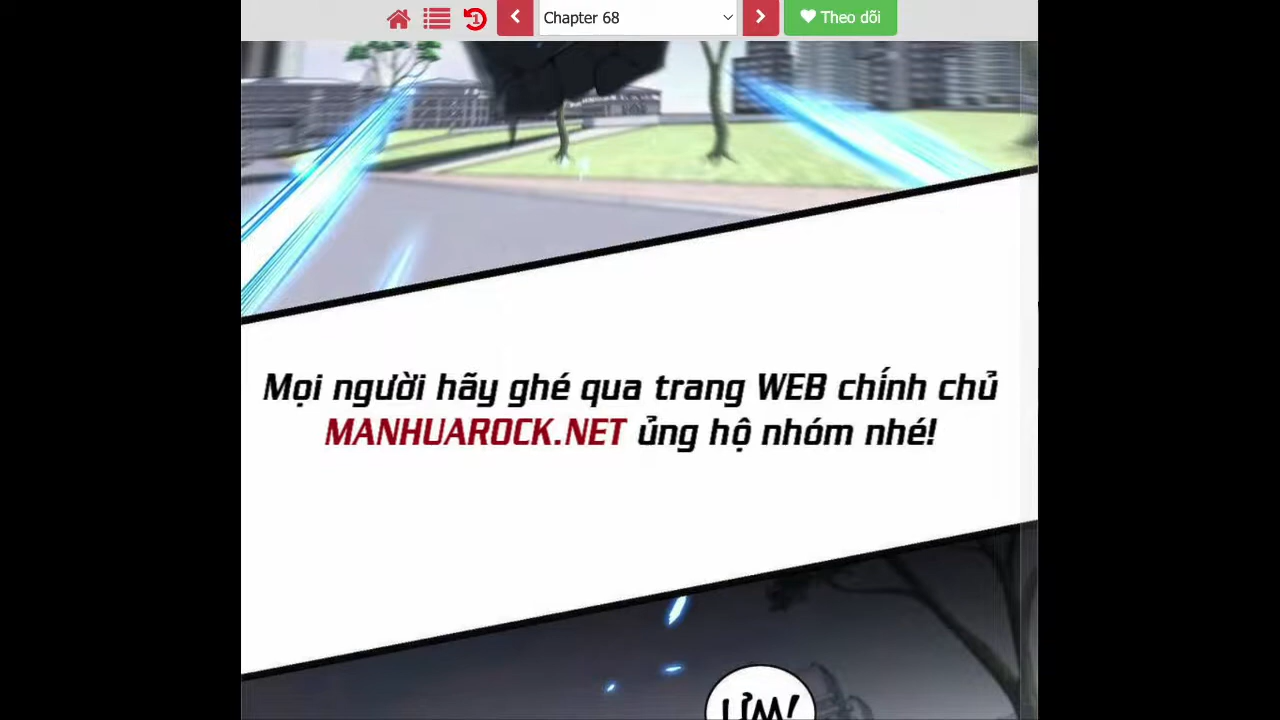 Chapter 68
Theo dõi
Mọi người hãy ghé qua trang WEB chính chủ
MANHUAROCK.NET ủng hộ nhóm nhé!
ƯM!